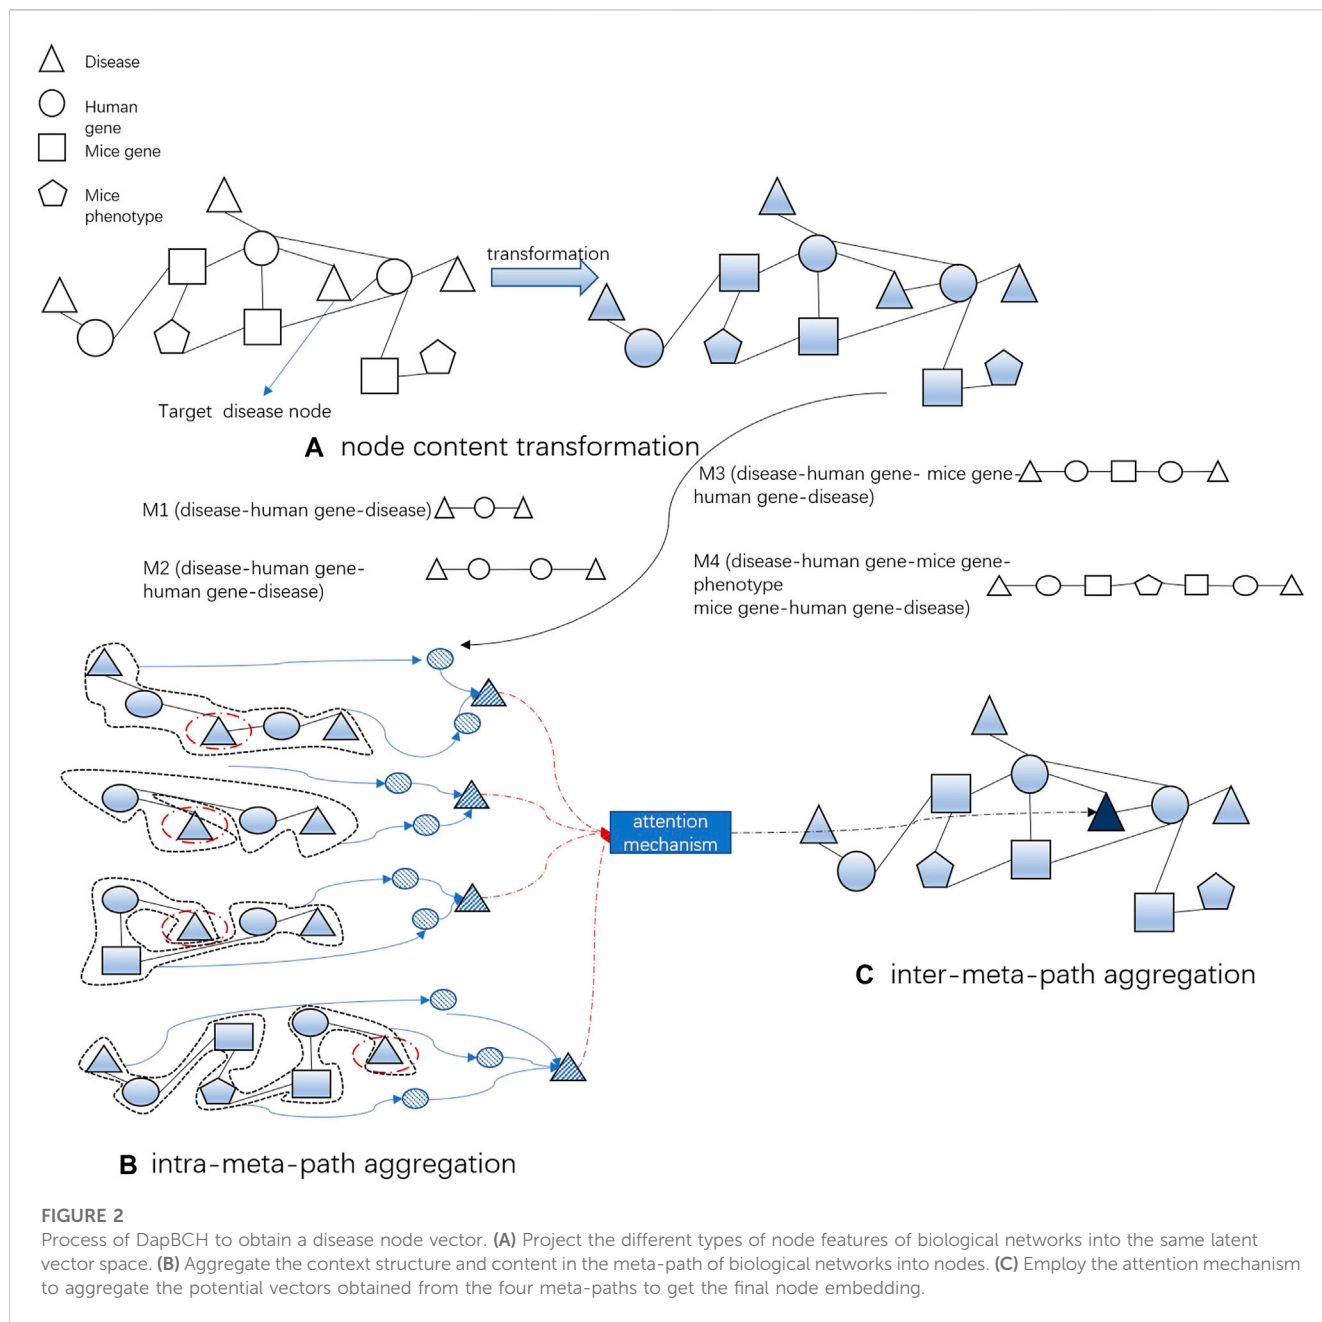 Disease
Human
gene
Mice gene
Mice
phenotype
transformation
Target disease node
A node content transformation
M1 (disease-human gene-disease)
M2 (disease-human gene-
human gene-disease)
M3 (disease-human gene- mice gene-
human gene-disease)
M4 (disease-human gene-mice gene-
phenotype
mice gene-human gene-disease)
attention
mechanism
C inter-meta-path aggregation
B intra-meta-path aggregation
FIGURE 2
Process of DapBCH to obtain a disease node vector. (A) Project the different types of node features of biological networks into the same latent
vector space. (B) Aggregate the context structure and content in the meta-path of biological networks into nodes. (C) Employ the attention mechanism
to aggregate the potential vectors obtained from the four meta-paths to get the final node embedding.